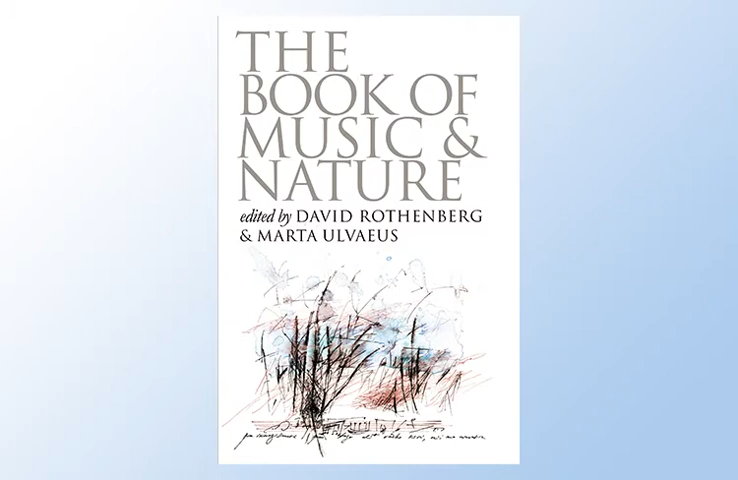 THE
BOOK OF
MUSIC &
NATURE
edited by DAVID ROTHENBERG
& MARTA ULVAEUS